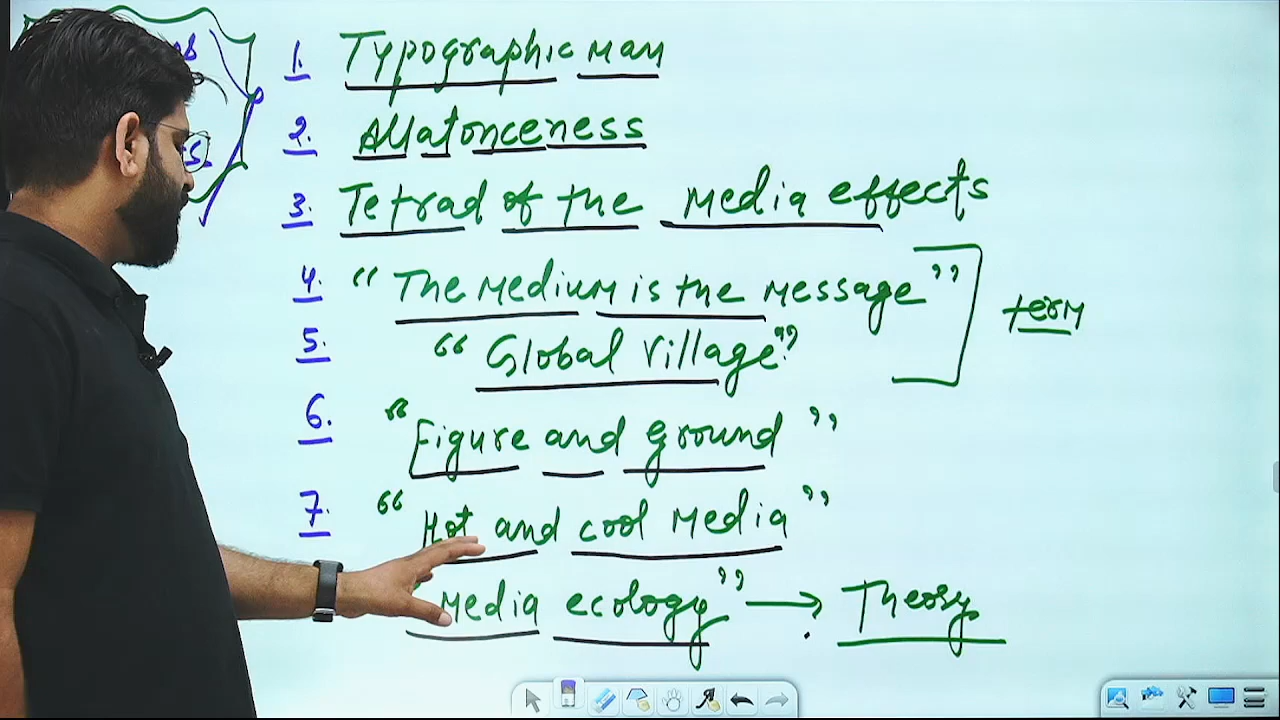 1. Typographic man
2. Allatonceness
3. Tetrad of the media effects
4. “The medium is the message”
term
5. “Global Village”
6. “Figure and ground”
7. “Hot and cool media”
media ecology” → Theory